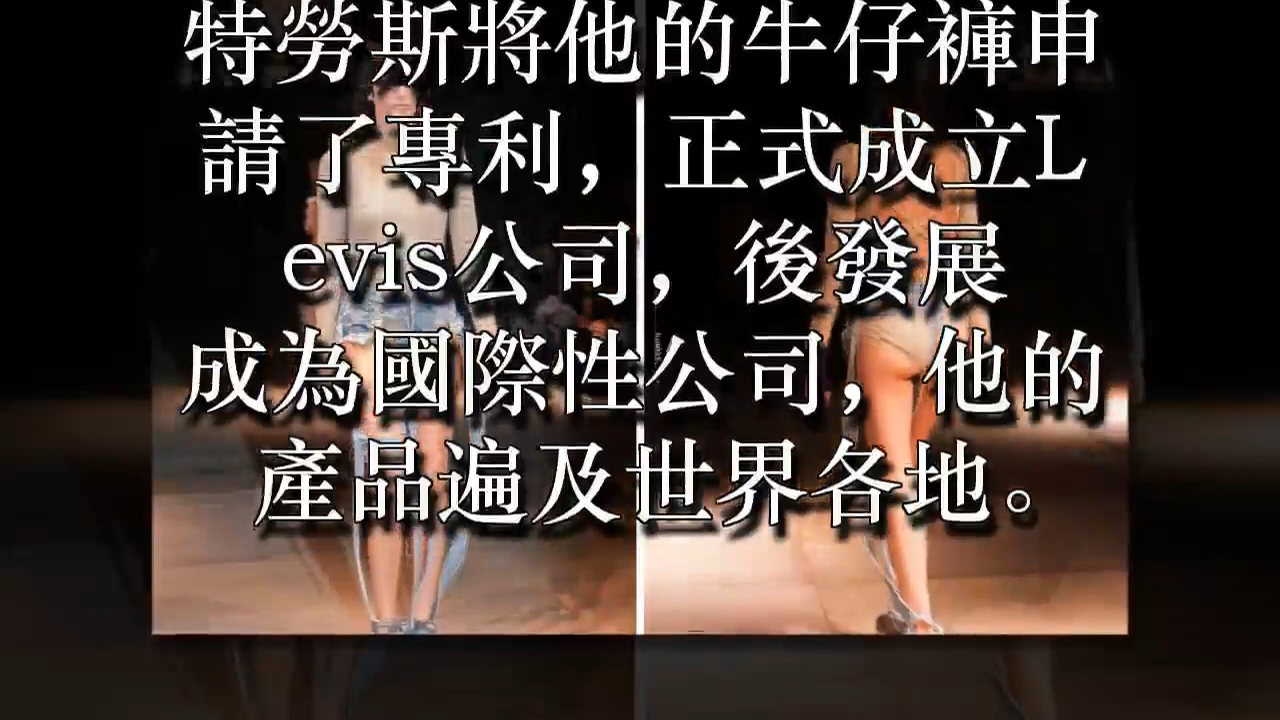 特勞斯將他的牛仔褲申
請了專利，正式成立L
evis公司，後發展
成為國際性公司，他的
產品遍及世界各地。